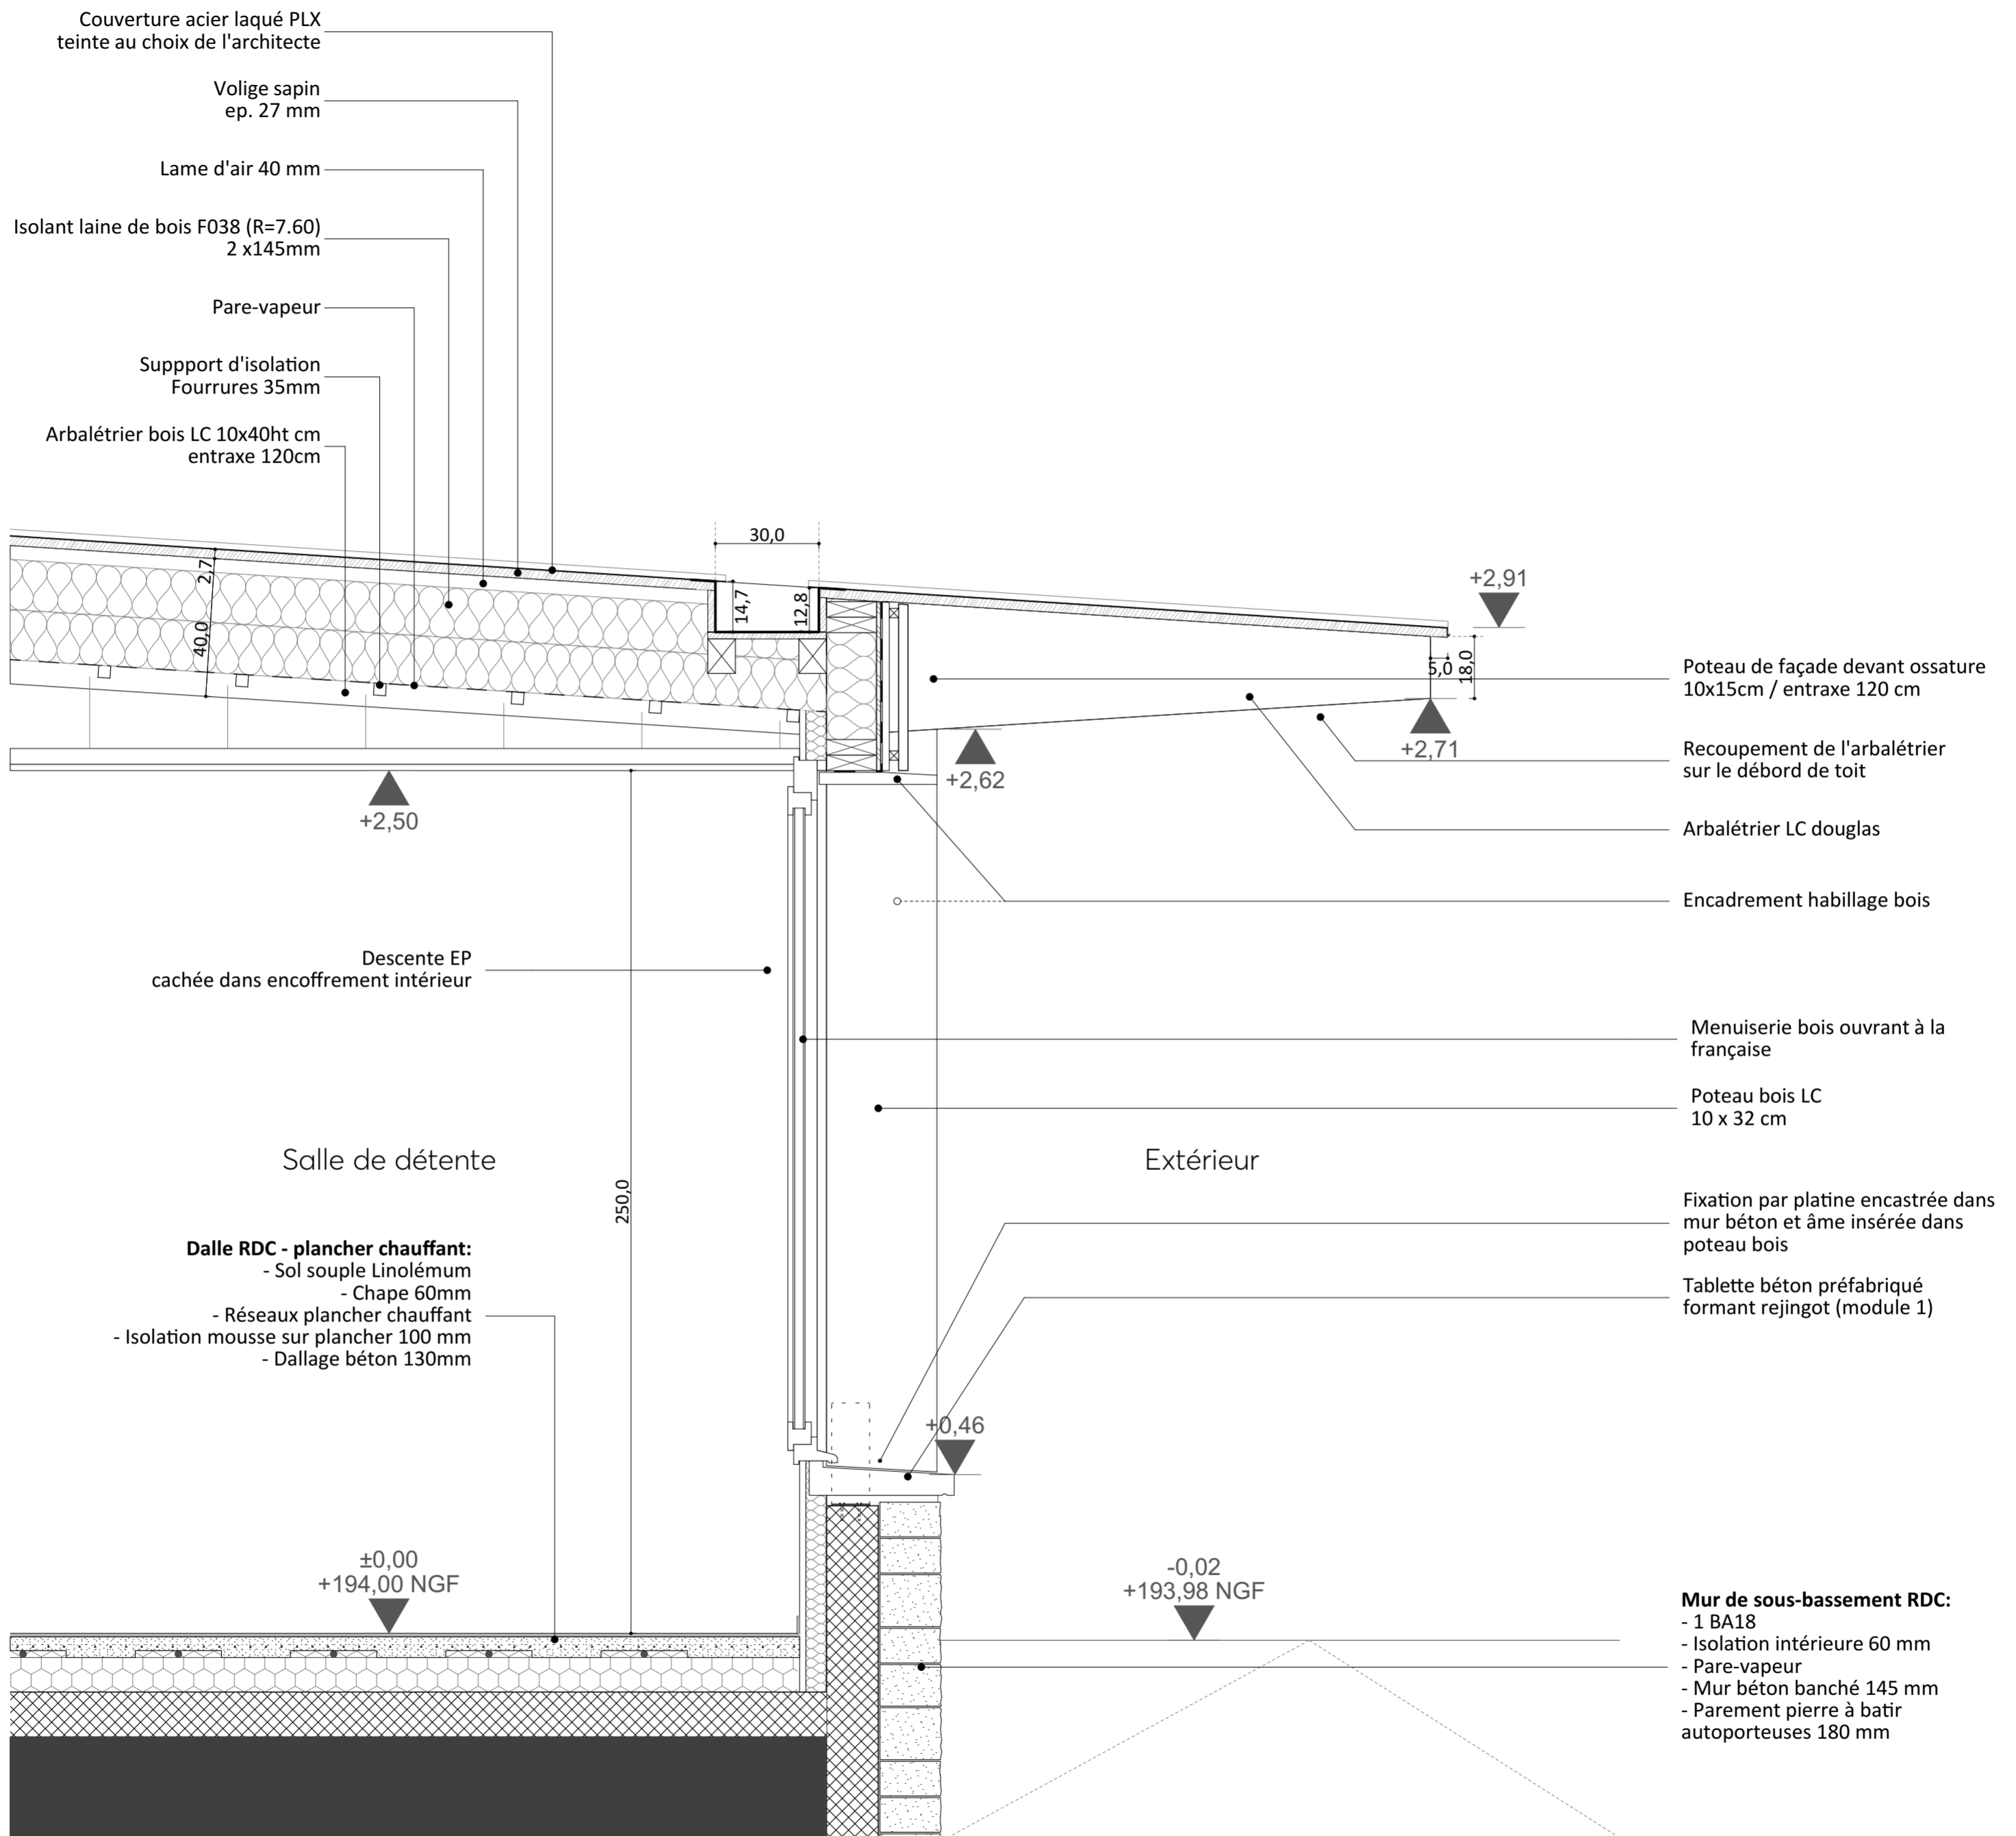 Couverture acier laqué PLX
teinte au choix de l'architecte
Volige sapin
ep. 27 mm
Lame d'air 40 mm
Isolant laine de bois F038 (R=7.60)
2 x145mm
Pare-vapeur
Suppport d'isolation
Fourrures 35mm
Arbalétrier bois LC 10x40ht cm
entraxe 120cm
30,0
2,7
40,0
14,7
12,8
+2,91
5,0
18,0
+2,71
+2,62
+2,50
Poteau de façade devant ossature
10x15cm / entraxe 120 cm
Recoupement de l'arbalétrier
sur le débord de toit
Arbalétrier LC douglas
Encadrement habillage bois
Descente EP
cachée dans encoffrement intérieur
Menuiserie bois ouvrant à la
française
Poteau bois LC
10 x 32 cm
Salle de détente
Extérieur
250,0
Fixation par platine encastrée dans
mur béton et âme insérée dans
poteau bois
Tablette béton préfabriqué
formant rejingot (module 1)
Dalle RDC - plancher chauffant:
- Sol souple Linolémum
- Chape 60mm
- Réseaux plancher chauffant
- Isolation mousse sur plancher 100 mm
- Dallage béton 130mm
+0,46
±0,00
+194,00 NGF
-0,02
+193,98 NGF
Mur de sous-bassement RDC:
- 1 BA18
- Isolation intérieure 60 mm
- Pare-vapeur
- Mur béton banché 145 mm
- Parement pierre à batir
autoporteuses 180 mm